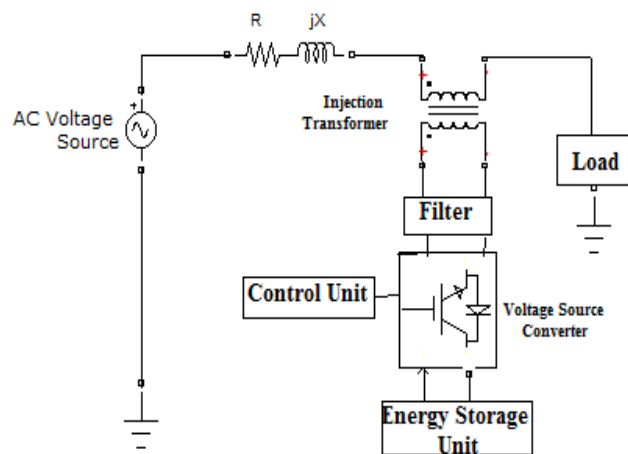 R
jX
AC Voltage
Source
+
+
+
Injection
Transformer
Load
Filter
Control Unit
Voltage Source
Converter
Energy Storage
Unit